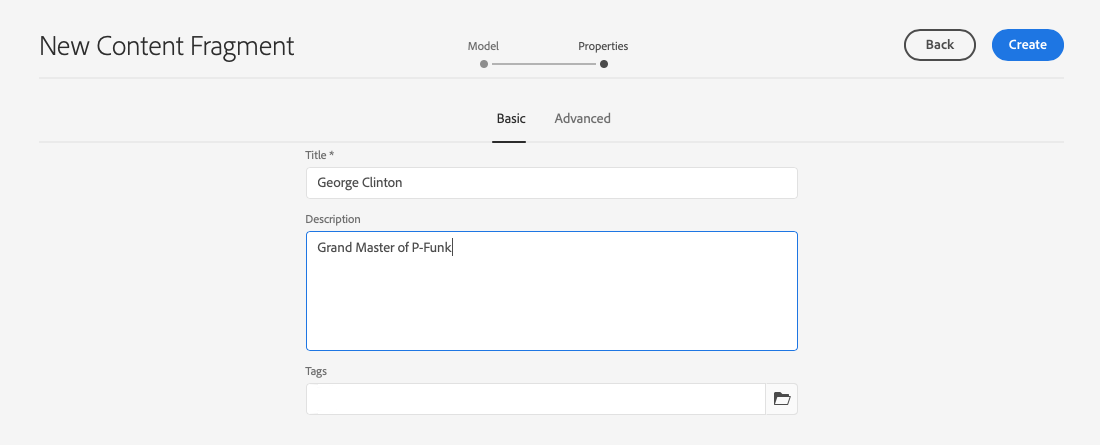 New Content Fragment
Model Properties
Back Create
Basic Advanced
Title *
George Clinton
Description
Grand Master of P-Funk
Tags